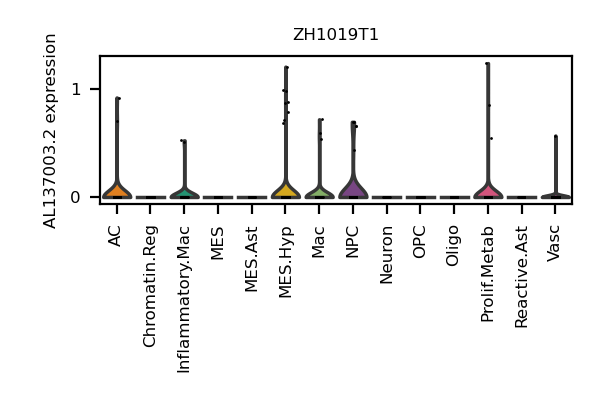 ZH1019T1
AL137003.2 expression
1
0
AC
Chromatin.Reg
Inflammatory.Mac
MES
MES.Ast
MES.Hyp
Mac
NPC
Neuron
OPC
Oligo
Prolif.Metab
Reactive.Ast
Vasc